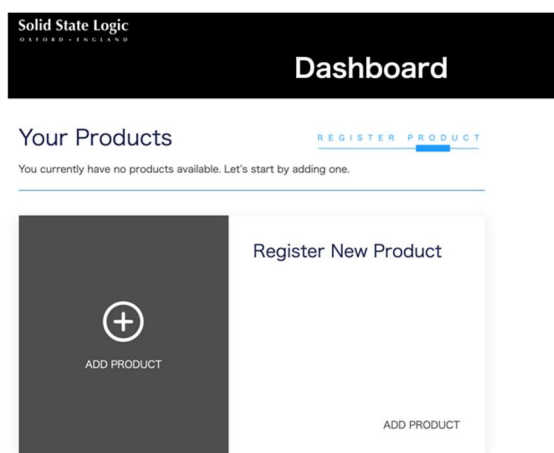 Solid State Logic
OXFORD • ENGLAND
Dashboard
Your Products
REGISTER PRODUCT
You currently have no products available. Let's start by adding one.
Register New Product
ADD PRODUCT
ADD PRODUCT